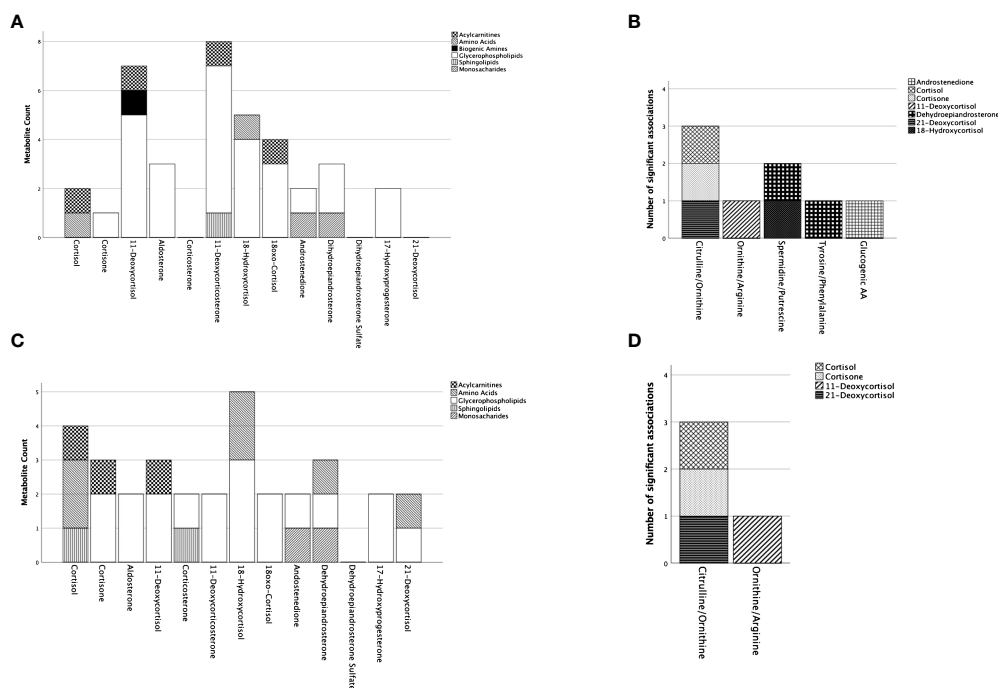 A
Metabolite Count
8
6
4
2
0
Cortisol
Cortisone
11-Deoxycortisol
Aldosterone
Corticosterone
11-Deoxycorticosterone
18-Hydroxycortisol
18oxo-Cortisol
Androstenedione
Dihydroepiandrosterone
Dihydroepiandrosterone Sulfate
17-Hydroxyprogesterone
21-Deoxycortisol
Acylcarnitines
Amino Acids
Biogenic Amines
Glycerophospholipids
Sphingolipids
Monosacharides
B
Number of significant associations
4
3
2
1
0
Citrulline/Ornithine
Ornithine/Arginine
Spermidine/Putrescine
Tyrosine/Phenylalanine
Glucogenic AA
Androstenedione
Cortisol
Cortisone
11-Deoxycortisol
Dehydroepiandrosterone
21-Deoxycortisol
18-Hydroxycortisol
C
Metabolite Count
5
4
3
2
1
0
Cortisol
Cortisone
Aldosterone
11-Deoxycortisol
Corticosterone
11-Deoxycorticosterone
18-Hydroxycortisol
18oxo-Cortisol
Andostenedione
Dehydroepiandrosterone
Dehydroepiandrosterone Sulfate
17-Hydroxyprogesterone
21-Deoxycortisol
Acylcarnitines
Amino Acids
Glycerophospholipids
Sphingolipids
Monosaccharides
D
Number of significant associations
4
3
2
1
0
Citrulline/Ornithine
Ornithine/Arginine
Cortisol
Cortisone
11-Deoxycortisol
21-Deoxycortisol